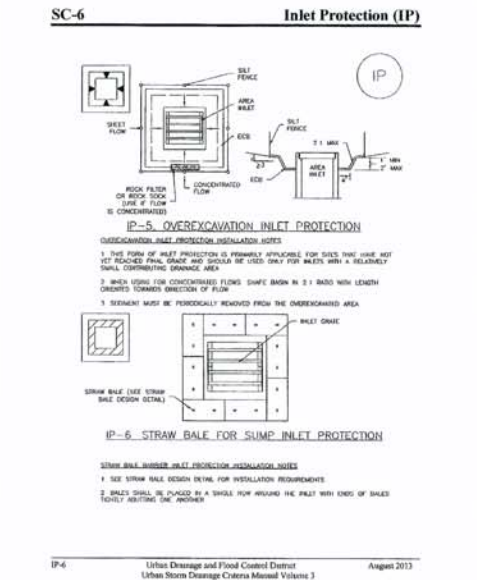 SC-6
Inlet Protection (IP)
SILT
FENCE
IP
AREA
INLET
SHEET
FLOW
ECB
SILT
FENCE
2:1 MAX
1' MIN
2' MAX
AREA
INLET
ECB
CONCENTRATED
FLOW
ROCK FILTER
OR ROCK SOCK
(USE IF FLOW
IS CONCENTRATED)
IP-5. OVEREXCAVATION INLET PROTECTION
OVEREXCAVATION INLET PROTECTION INSTALLATION NOTES
1 THIS FORM OF INLET PROTECTION IS PRIMARILY APPLICABLE FOR SITES THAT HAVE NOT
YET REACHED FINAL GRADE AND SHOULD BE USED ONLY FOR INLETS WITH A RELATIVELY
SMALL CONTRIBUTING DRAINAGE AREA
2 WHEN USING FOR CONCENTRATED FLOWS SHAPE BASIN IN 2:1 RATIO WITH LENGTH
ORIENTED TOWARDS DIRECTION OF FLOW
3 SEDIMENT MUST BE PERIODICALLY REMOVED FROM THE OVEREXCAVATED AREA
INLET GRATE
STRAW BALE (SEE STRAW
BALE DESIGN DETAIL)
IP-6 STRAW BALE FOR SUMP INLET PROTECTION
STRAW BALE BARRIER INLET PROTECTION INSTALLATION NOTES
1 SEE STRAW BALE DESIGN DETAIL FOR INSTALLATION REQUIREMENTS
2 BALES SHALL BE PLACED IN A SINGLE ROW AROUND THE INLET WITH ENDS OF BALES
TIGHTLY ABUTTING ONE ANOTHER
IP-6
Urban Drainage and Flood Control District
August 2013
Urban Storm Drainage Criteria Manual Volume 3